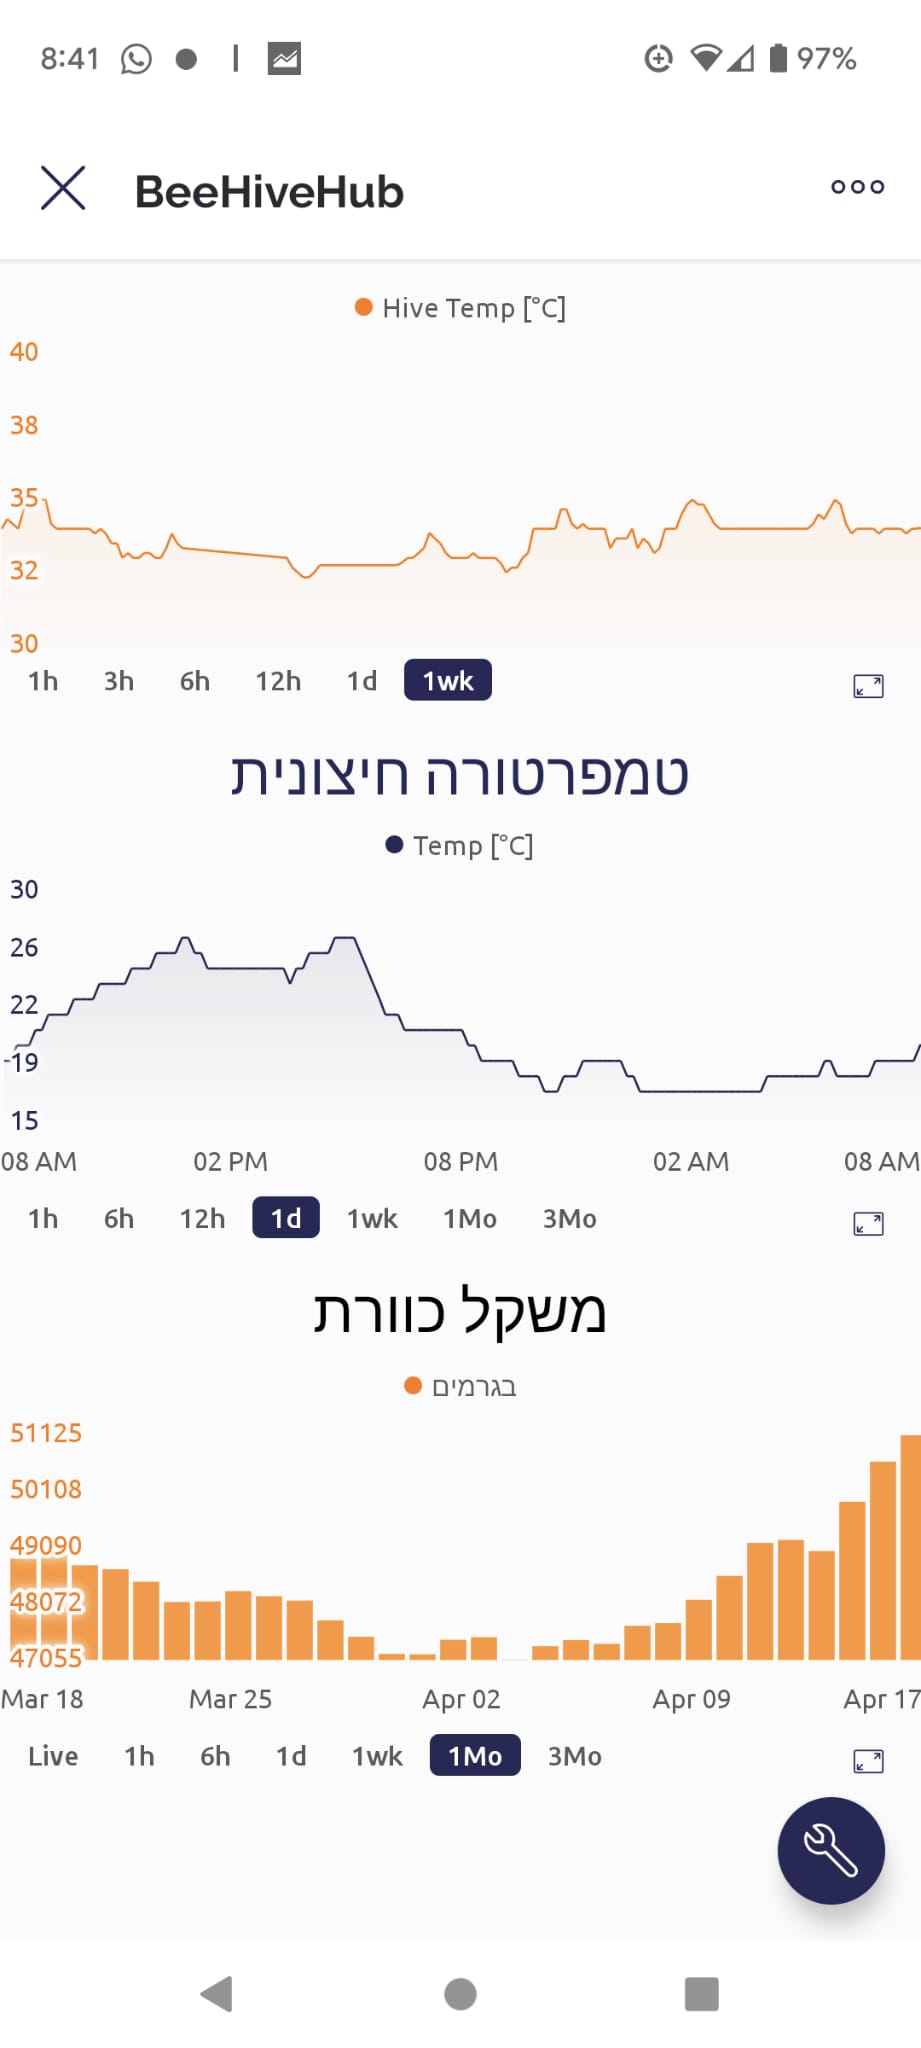 8:41
97%
BeeHiveHub
Hive Temp [°C]
40
38
35
32
30
1h 3h 6h 12h 1d 1wk
טמפרטורה חיצונית
Temp [°C]
30
26
22
19
15
08 AM 02 PM 08 PM 02 AM 08 AM
1h 6h 12h 1d 1wk 1Mo 3Mo
משקל כוורת
בגרמים
51125
50108
49090
48072
47055
Mar 18 Mar 25 Apr 02 Apr 09 Apr 17
Live 1h 6h 1d 1wk 1Mo 3Mo